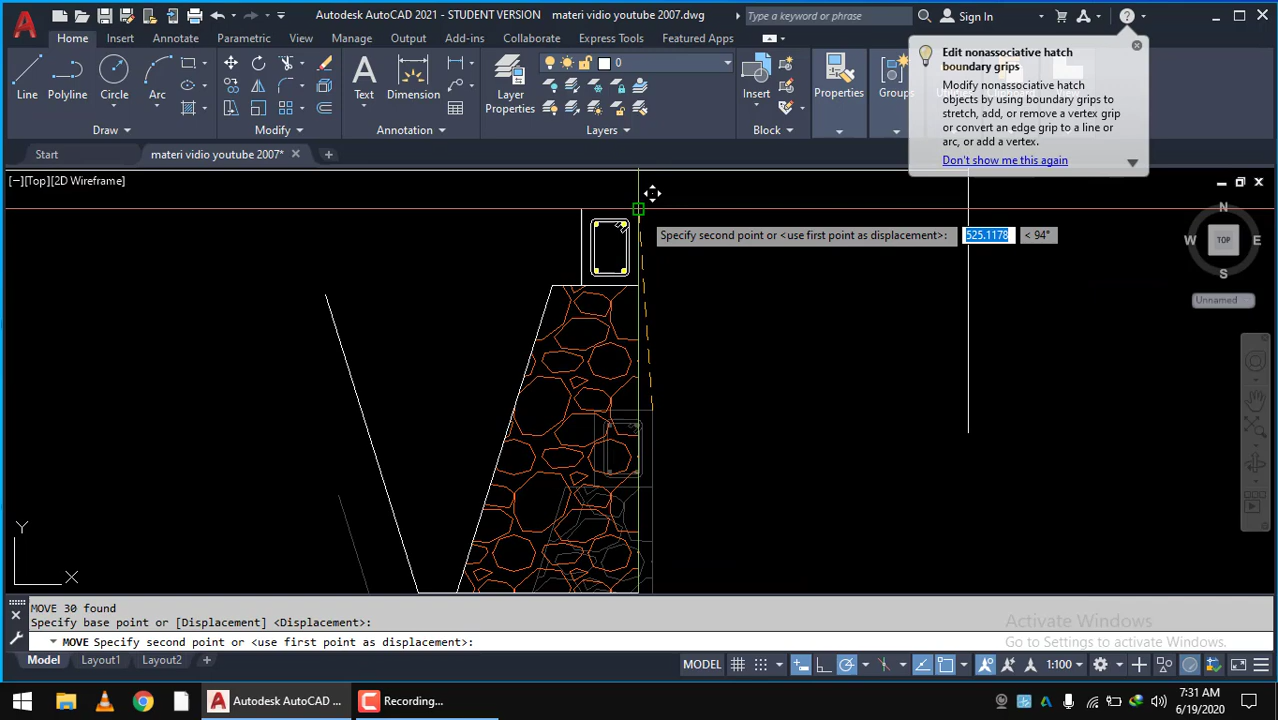 Autodesk AutoCAD 2021 - STUDENT VERSION materi vidio youtube 2007.dwg
Type a keyword or phrase
Sign In
Home Insert Annotate Parametric View Manage Output Add-ins Collaborate Express Tools Featured Apps
0
Line Polyline Circle Arc
Text Dimension
Layer Properties
Insert
Properties
Groups
Draw
Modify
Annotation
Layers
Block
Edit nonassociative hatch
boundary grips
Modify nonassociative hatch
objects by using boundary grips to
stretch, add, or remove a vertex grip
or convert an edge grip to a line or
arc, or add a vertex.
Don't show me this again
Start
materi vidio youtube 2007*
[−][Top][2D Wireframe]
Specify second point or <use first point as displacement>: 525.1178 < 94°
N
W TOP E
S
Unnamed
Y
X
MOVE 30 found
Specify base point or [Displacement] <Displacement>:
MOVE Specify second point or <use first point as displacement>:
Activate Windows
Go to Settings to activate Windows.
Model Layout1 Layout2 +
MODEL
1:100
Autodesk AutoCAD ...
Recording...
7:31 AM
6/19/2020